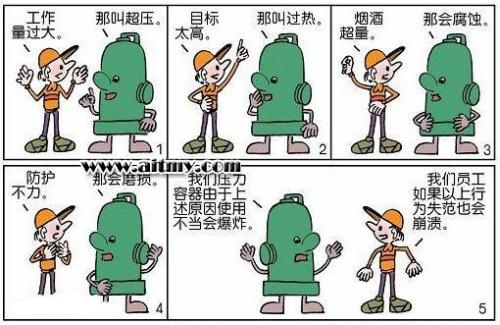 工作
量过大。
那叫超压。
1
目标
太高。
那叫过热。
2
烟酒
超量。
那会腐蚀。
3
www.aitmy.com
防护
不力。
那会磨损。
4
我们压力
容器由于上
述原因使用
不当会爆炸。
我们员工
如果以上行
为失范也会
崩溃。
5